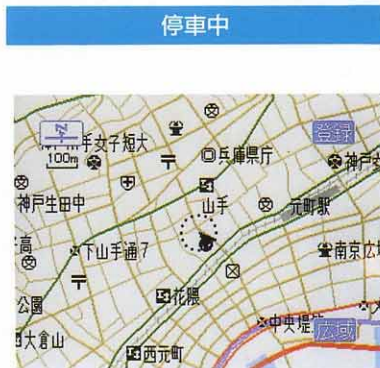 停車中
登録
手女子短大
100m
兵庫県庁
神戸
神戸生田中
山手
元町駅
高
下山手通7
南京広場
公園
花隈
中央堤
広域
大倉山
西元町